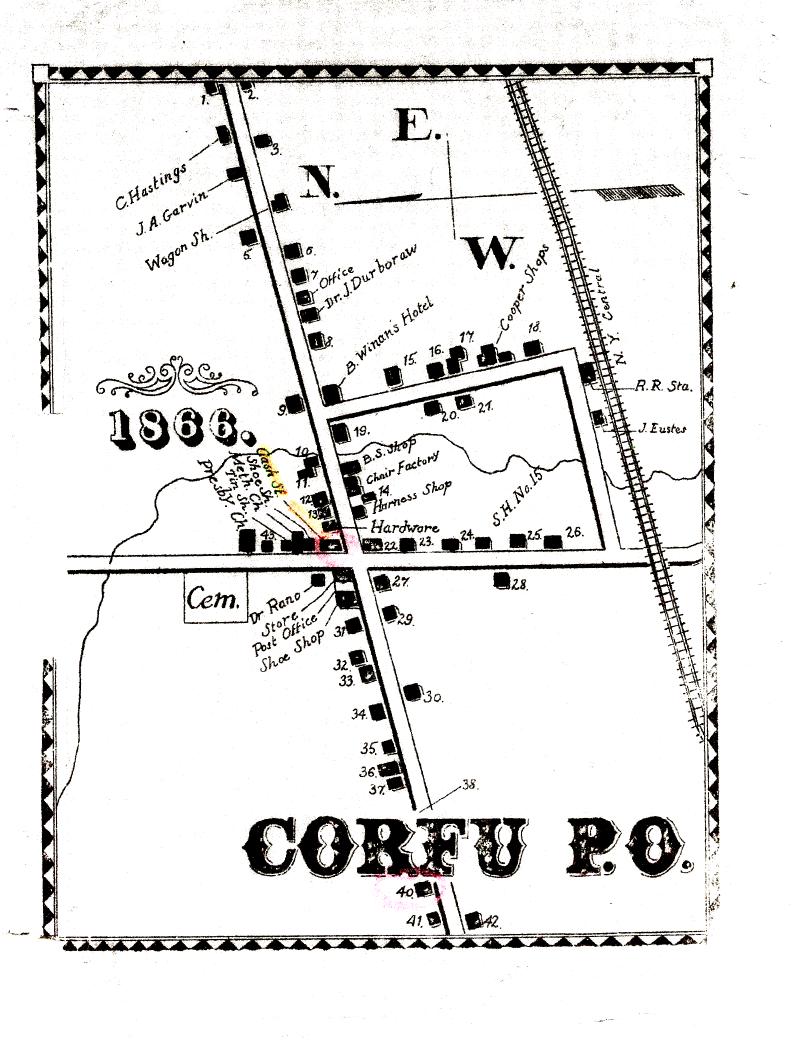 1.
2.
3.
C. Hastings
J. A. Garvin
Wagon Sh.
5.
E.
N.
W.
6.
7
Office
Dr. J. Durboraw
8.
B. Winan's Hotel
15.
16.
17.
Cooper Shops
18.
N. Y. Central
R.R. Sta.
J. Eustes
9.
20.
21.
19.
1866.
10.
11.
12.
13.
B.S. Shop
Chair Factory
14.
Harness Shop
Hardware
S.H. No. 15
Cash St.
Shoe Sh.
Meth. Ch
Tin Sh.
Presby. Ch
43.
22.
23.
24.
25.
26.
Cem.
Dr Rano
Store
Post Office
Shoe Shop
27.
28.
29.
31.
32.
33.
30.
34.
35.
36.
37.
38.
CORFU P.O.
40.
41.
42.